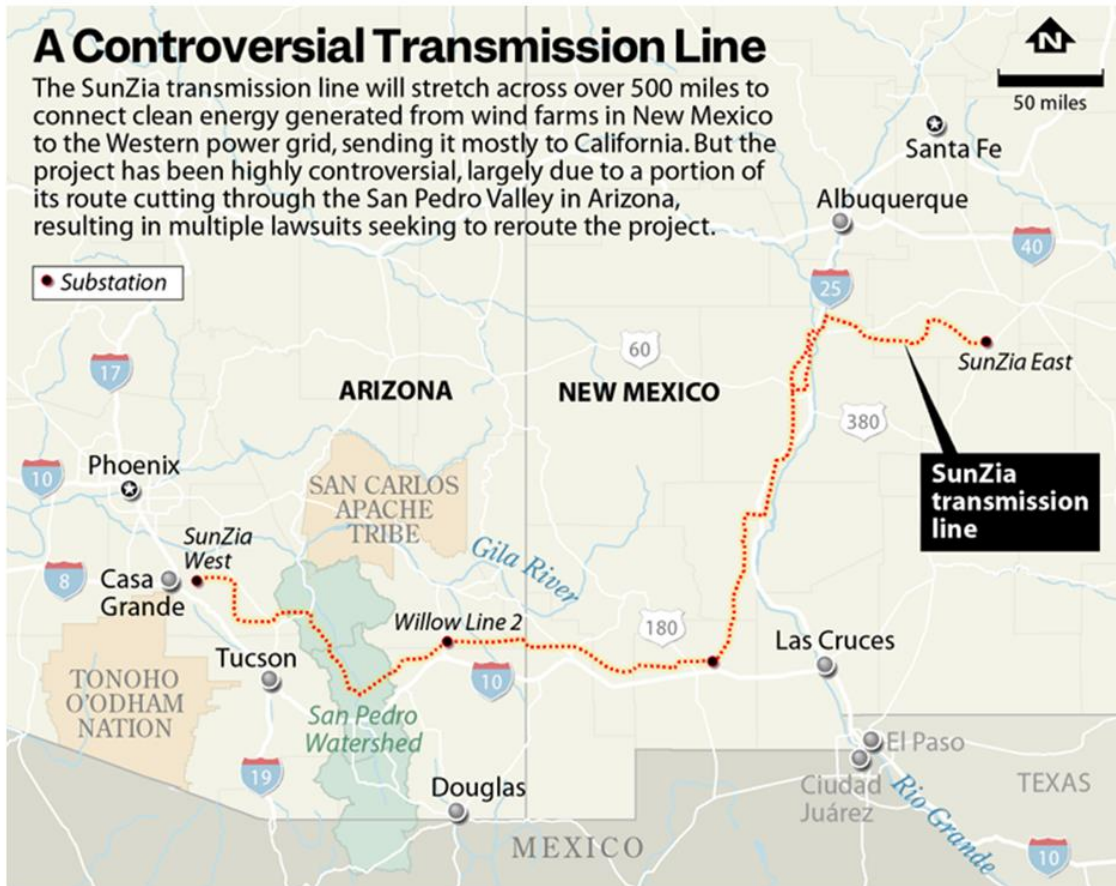 A Controversial Transmission Line
The SunZia transmission line will stretch across over 500 miles to
connect clean energy generated from wind farms in New Mexico
to the Western power grid, sending it mostly to California. But the
project has been highly controversial, largely due to a portion of
its route cutting through the San Pedro Valley in Arizona,
resulting in multiple lawsuits seeking to reroute the project.
N
50 miles
Substation
Santa Fe
Albuquerque
40
25
60
SunZia East
17
ARIZONA
NEW MEXICO
380
10
Phoenix
SAN CARLOS
APACHE
TRIBE
SunZia
transmission
line
SunZia
West
Gila River
8
Casa
Grande
Willow Line 2
180
Las Cruces
Tucson
10
TONOHO
O'ODHAM
NATION
San Pedro
Watershed
El Paso
19
Douglas
Ciudad
Juárez
Rio Grande
TEXAS
MEXICO
10